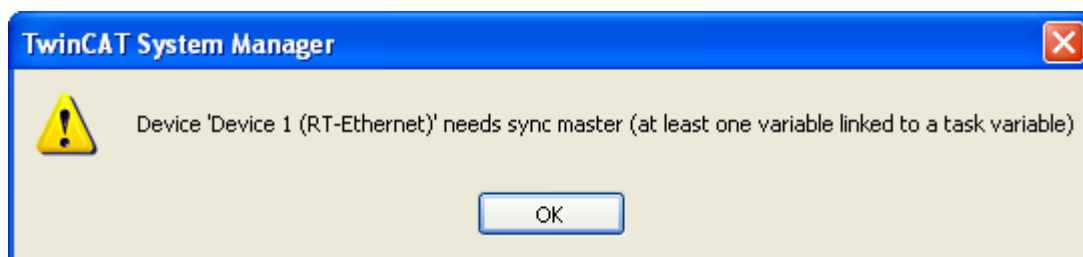 TwinCAT System Manager
Device 'Device 1 (RT-Ethernet)' needs sync master (at least one variable linked to a task variable)
OK